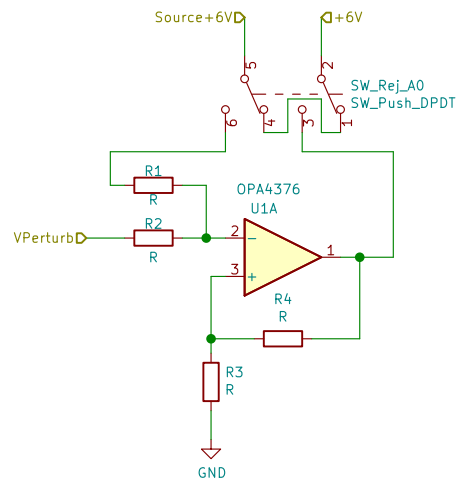 Source+6V
+6V
5
2
SW_Rej_A0
SW_Push_DPDT
6
4
3
1
R1
R
OPA4376
U1A
R2
VPerturb
R
2
−
1
3
+
R4
R
R3
R
GND